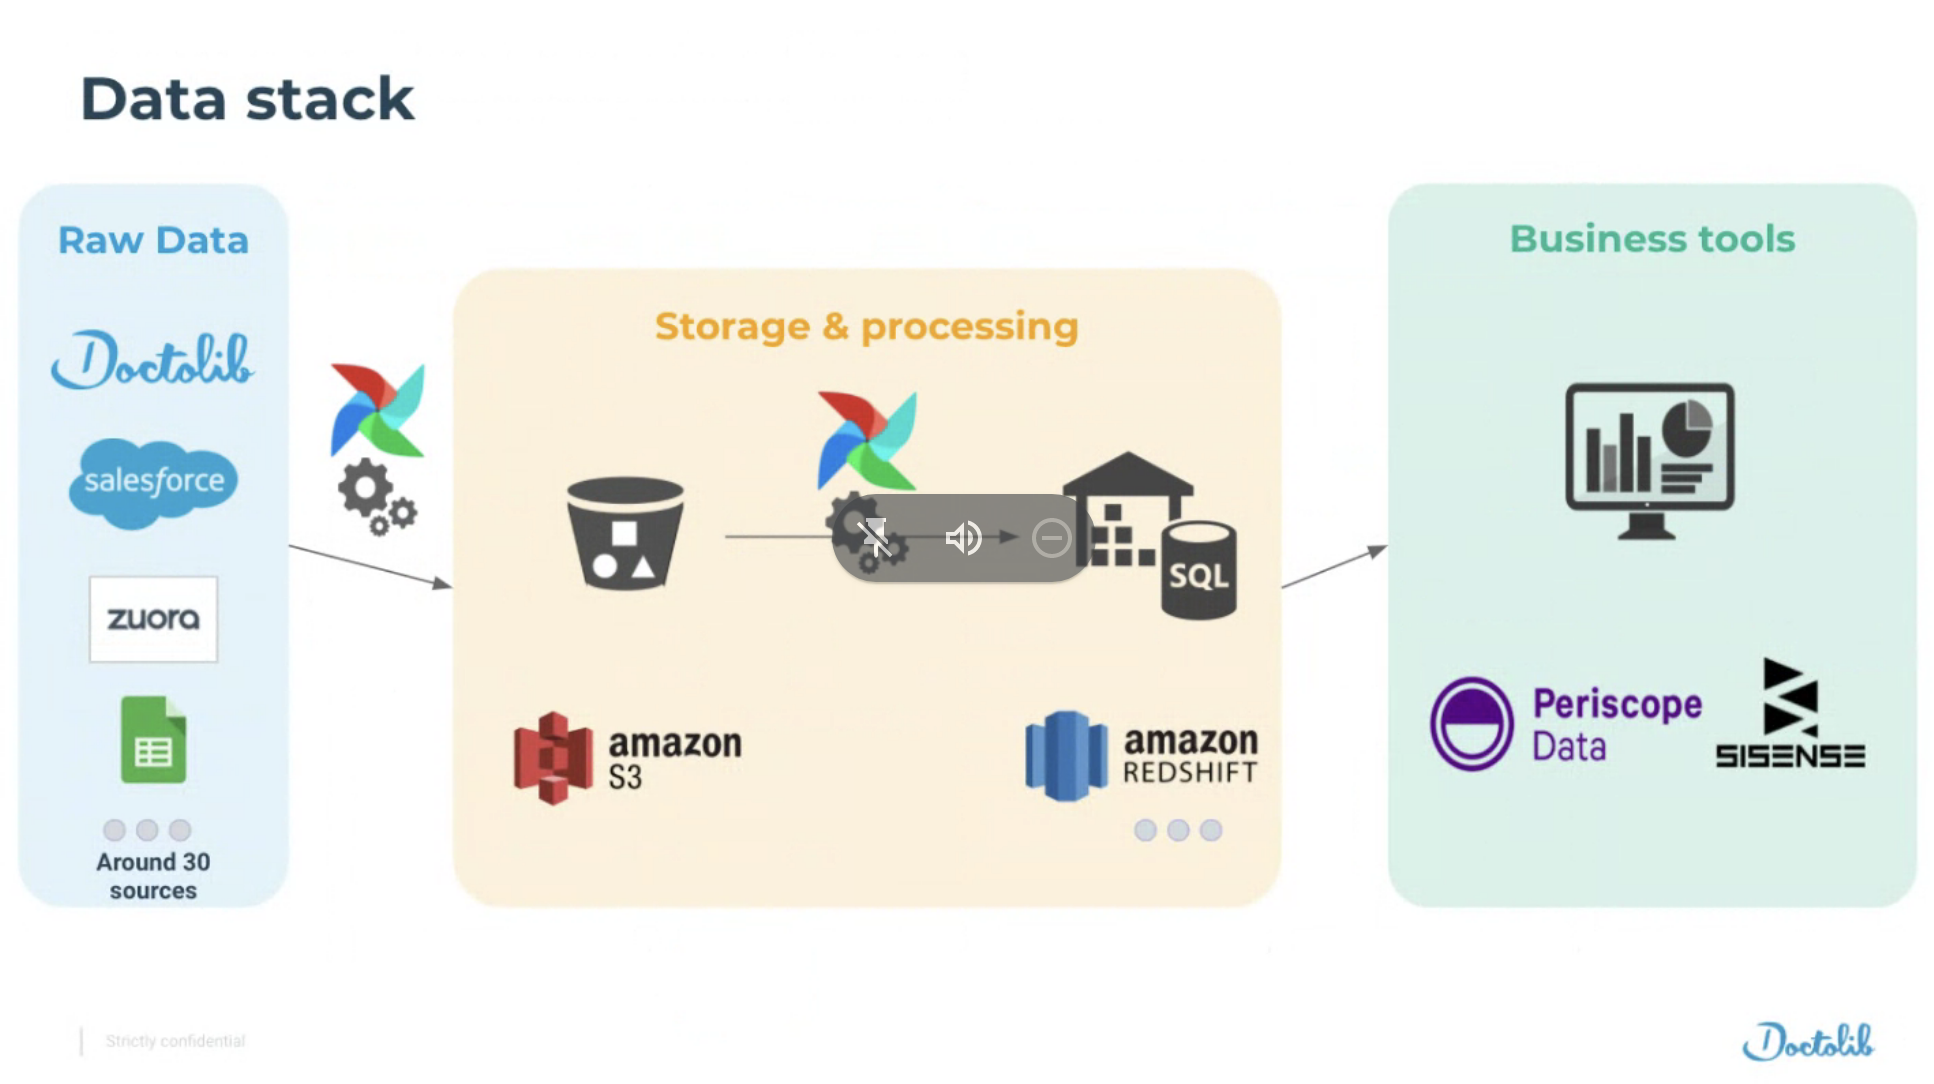 Data stack
Raw Data
Doctolib
salesforce
zuora
Around 30
sources
Storage & processing
SQL
amazon
S3
amazon
REDSHIFT
Business tools
Periscope
Data
SISENSE
Strictly confidential
Doctolib